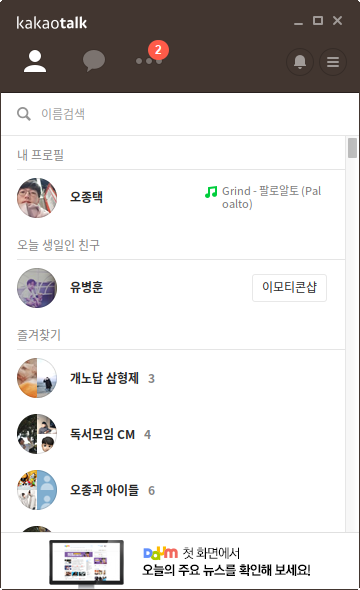 kakaotalk
2
이름검색
내 프로필
오종택
Grind - 팔로알토 (Pal
oalto)
오늘 생일인 친구
유병훈
이모티콘샵
즐겨찾기
개노답 삼형제 3
독서모임 CM 4
오종과 아이들 6
Daum 첫 화면에서
오늘의 주요 뉴스를 확인해 보세요!